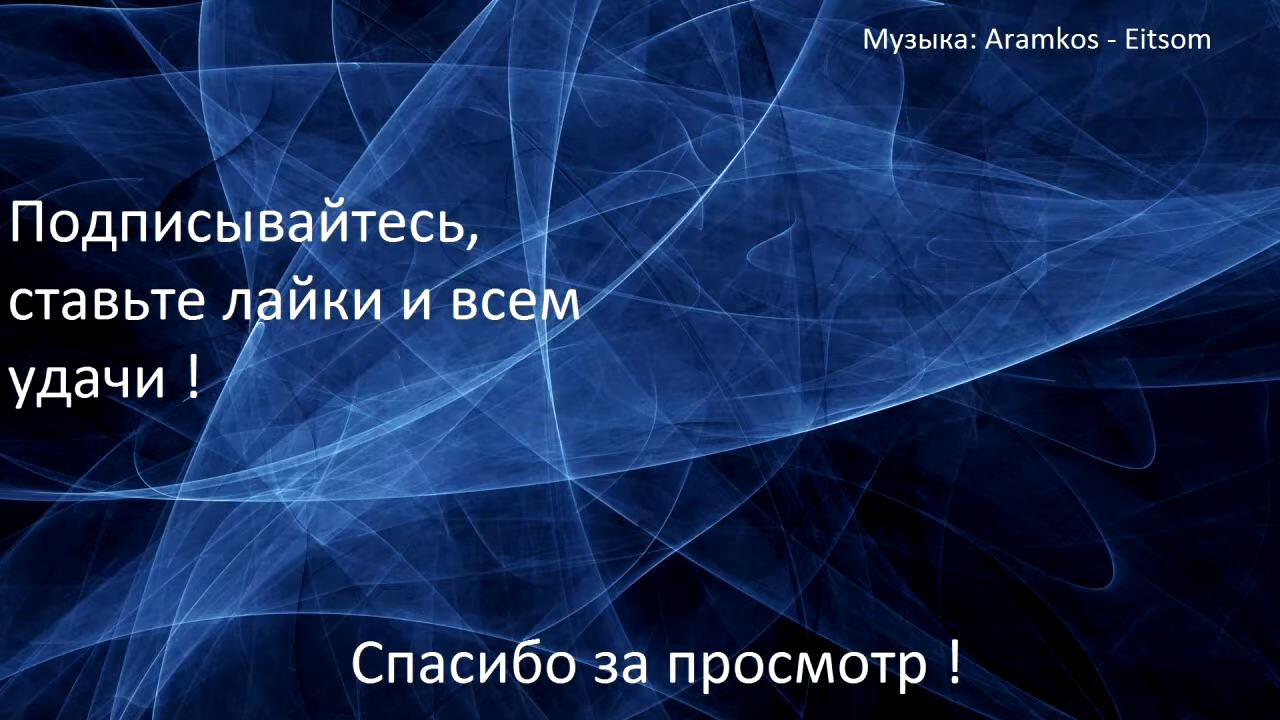 Музыка: Aramkos - Eitsom
Подписывайтесь,
ставьте лайки и всем
удачи !
Спасибо за просмотр !